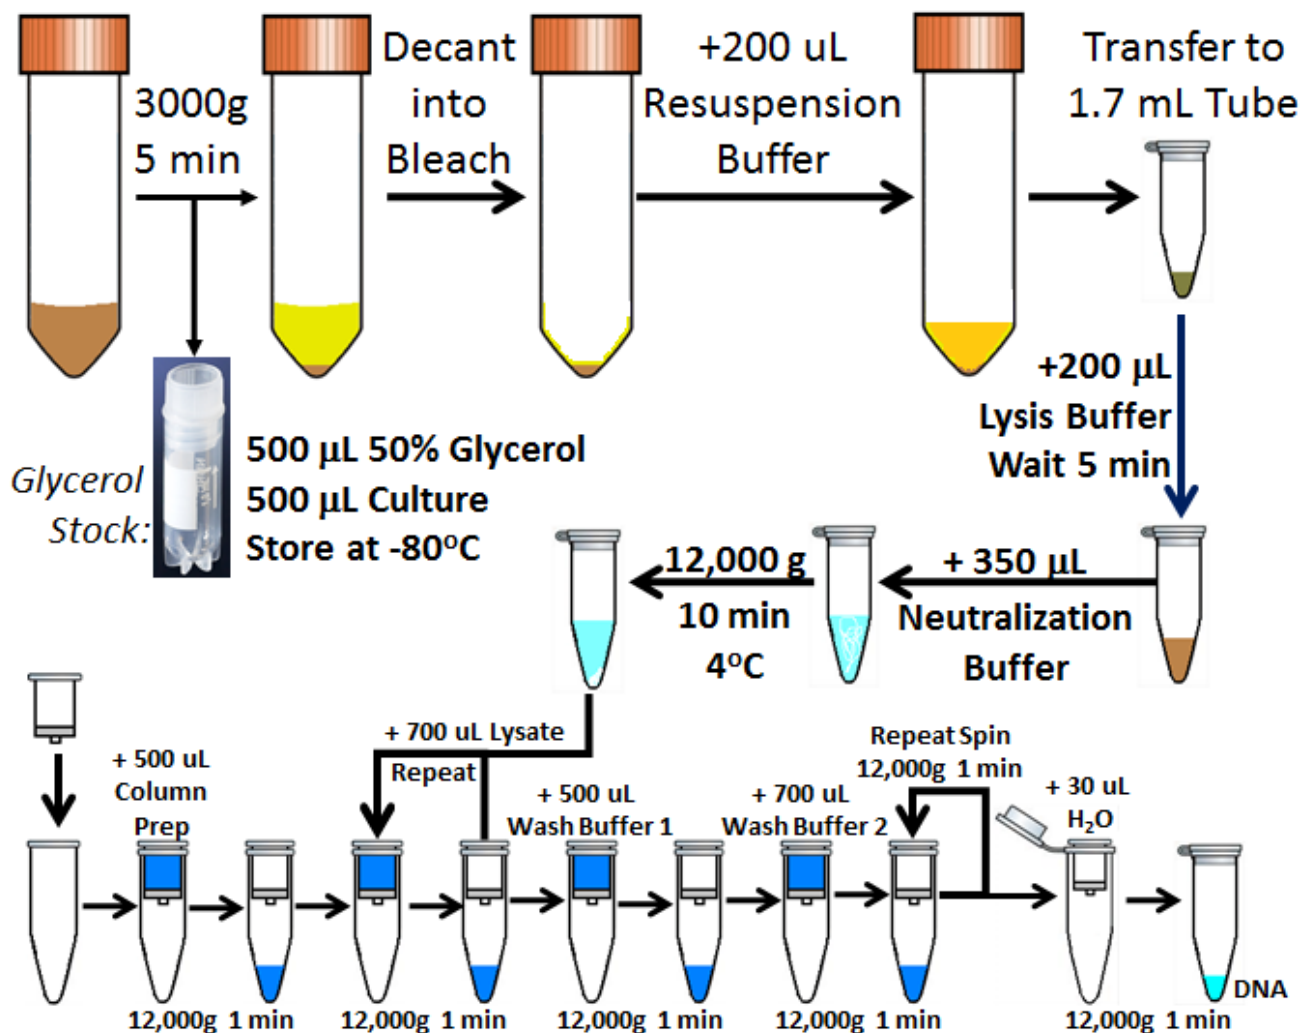 3000g
5 min
Decant
into
Bleach
+200 uL
Resuspension
Buffer
Transfer to
1.7 mL Tube
Glycerol
Stock:
500 µL 50% Glycerol
500 µL Culture
Store at -80°C
+200 µL
Lysis Buffer
Wait 5 min
+ 350 µL
Neutralization
Buffer
12,000 g
10 min
4°C
+ 500 uL
Column
Prep
+ 700 uL Lysate
Repeat
+ 500 uL
Wash Buffer 1
+ 700 uL
Wash Buffer 2
Repeat Spin
12,000g 1 min
+ 30 uL
H₂O
DNA
12,000g 1 min
12,000g 1 min
12,000g 1 min
12,000g 1 min
12,000g 1 min